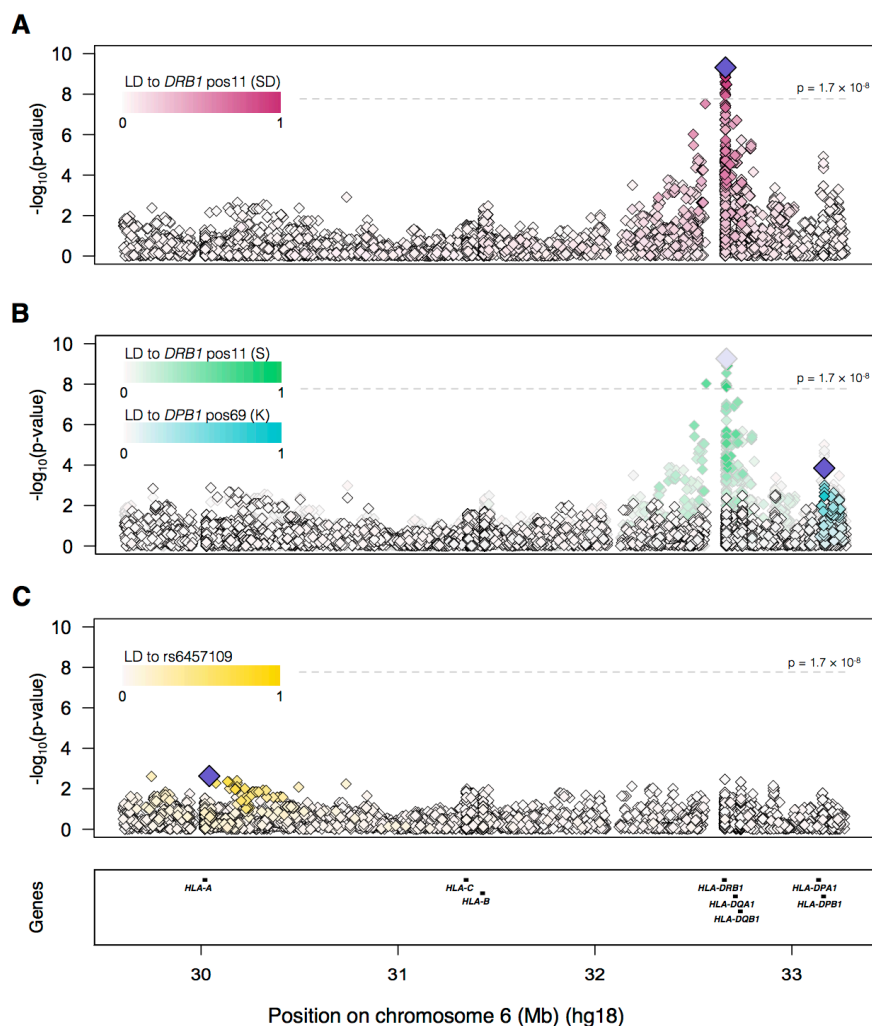 A
10
8
6
4
2
0
-log10(p-value)
LD to DRB1 pos11 (SD)
0 1
p = 1.7 × 10-8
B
10
8
6
4
2
0
-log10(p-value)
LD to DRB1 pos11 (S)
0 1
LD to DPB1 pos69 (K)
0 1
p = 1.7 × 10-8
C
10
8
6
4
2
0
-log10(p-value)
LD to rs6457109
0 1
p = 1.7 × 10-8
Genes
HLA-A HLA-C HLA-DRB1 HLA-DPA1
HLA-B HLA-DQA1 HLA-DPB1
HLA-DQB1
30 31 32 33
Position on chromosome 6 (Mb) (hg18)